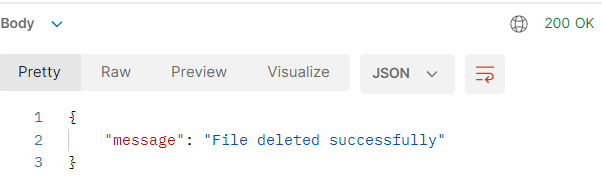 Body 200 OK
Pretty Raw Preview Visualize JSON
1 {
2 "message": "File deleted successfully"
3 }